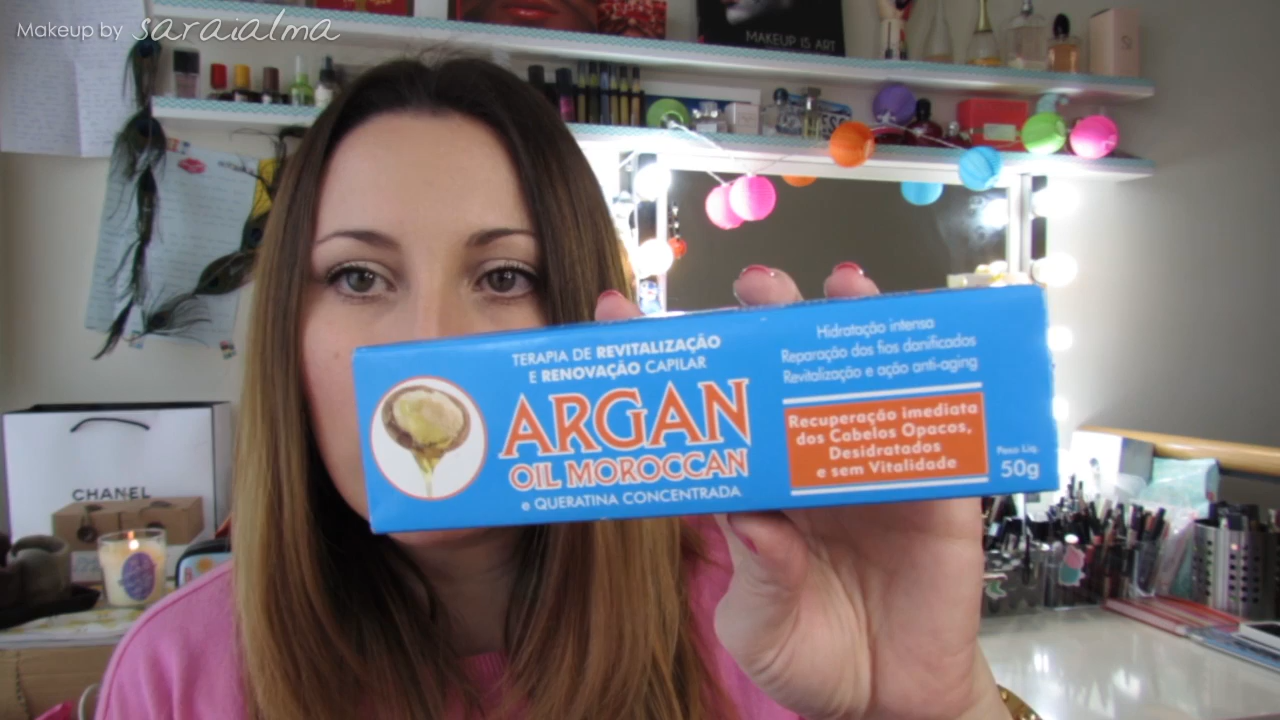 Makeup by saraialma
MAKEUP IS ART
CHANEL
TERAPIA DE REVITALIZAÇÃO
E RENOVAÇÃO CAPILAR
ARGAN
OIL MOROCCAN
e QUERATINA CONCENTRADA
Hidratação intensa
Reparação dos fios danificados
Revitalização e ação anti-aging
Recuperação imediata
dos Cabelos Opacos,
Desidratados
e sem Vitalidade
Peso Liq.
50g